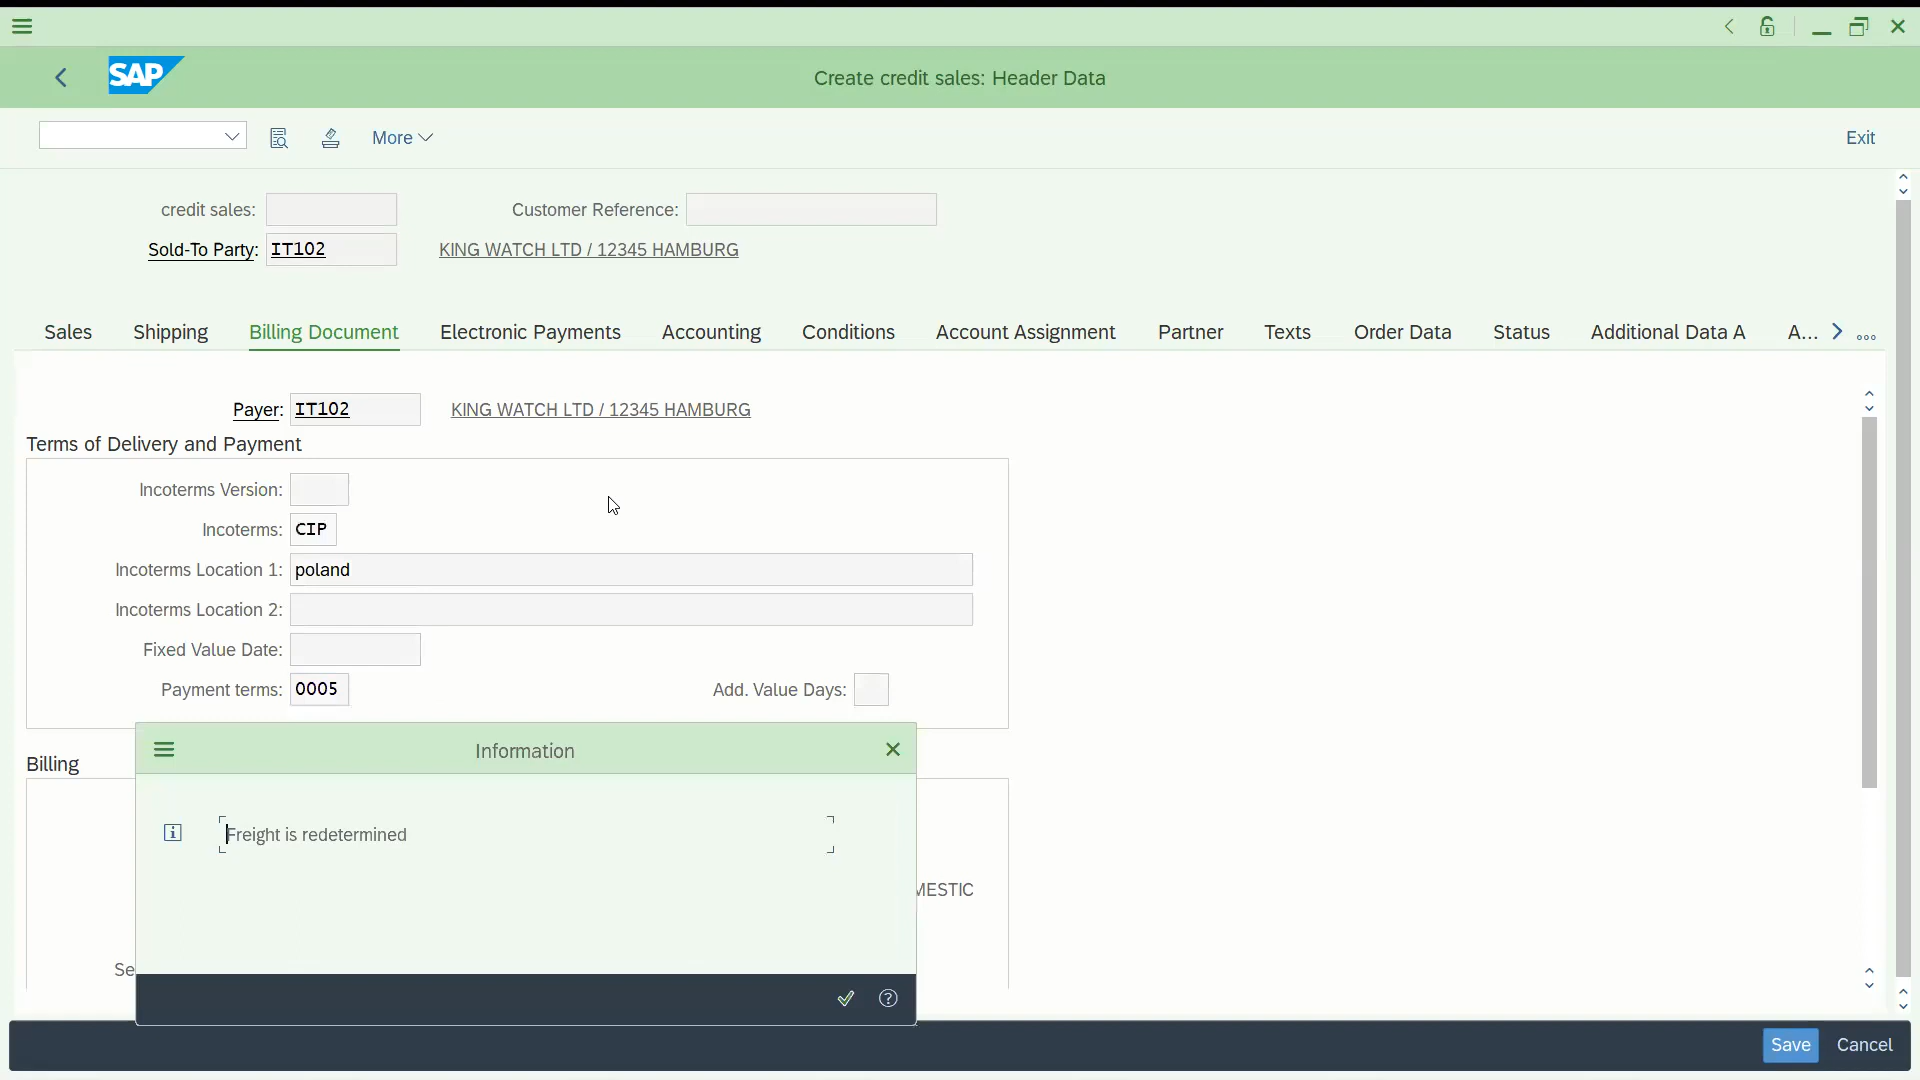 SAP
Create credit sales: Header Data
More
Exit
credit sales:
Customer Reference:
Sold-To Party: IT102 KING WATCH LTD / 12345 HAMBURG
Sales Shipping Billing Document Electronic Payments Accounting Conditions Account Assignment Partner Texts Order Data Status Additional Data A A...
Payer: IT102 KING WATCH LTD / 12345 HAMBURG
Terms of Delivery and Payment
Incoterms Version:
Incoterms: CIP
Incoterms Location 1: poland
Incoterms Location 2:
Fixed Value Date:
Payment terms: 0005 Add. Value Days:
Information
Billing
Freight is redetermined
MESTIC
Se
Save Cancel